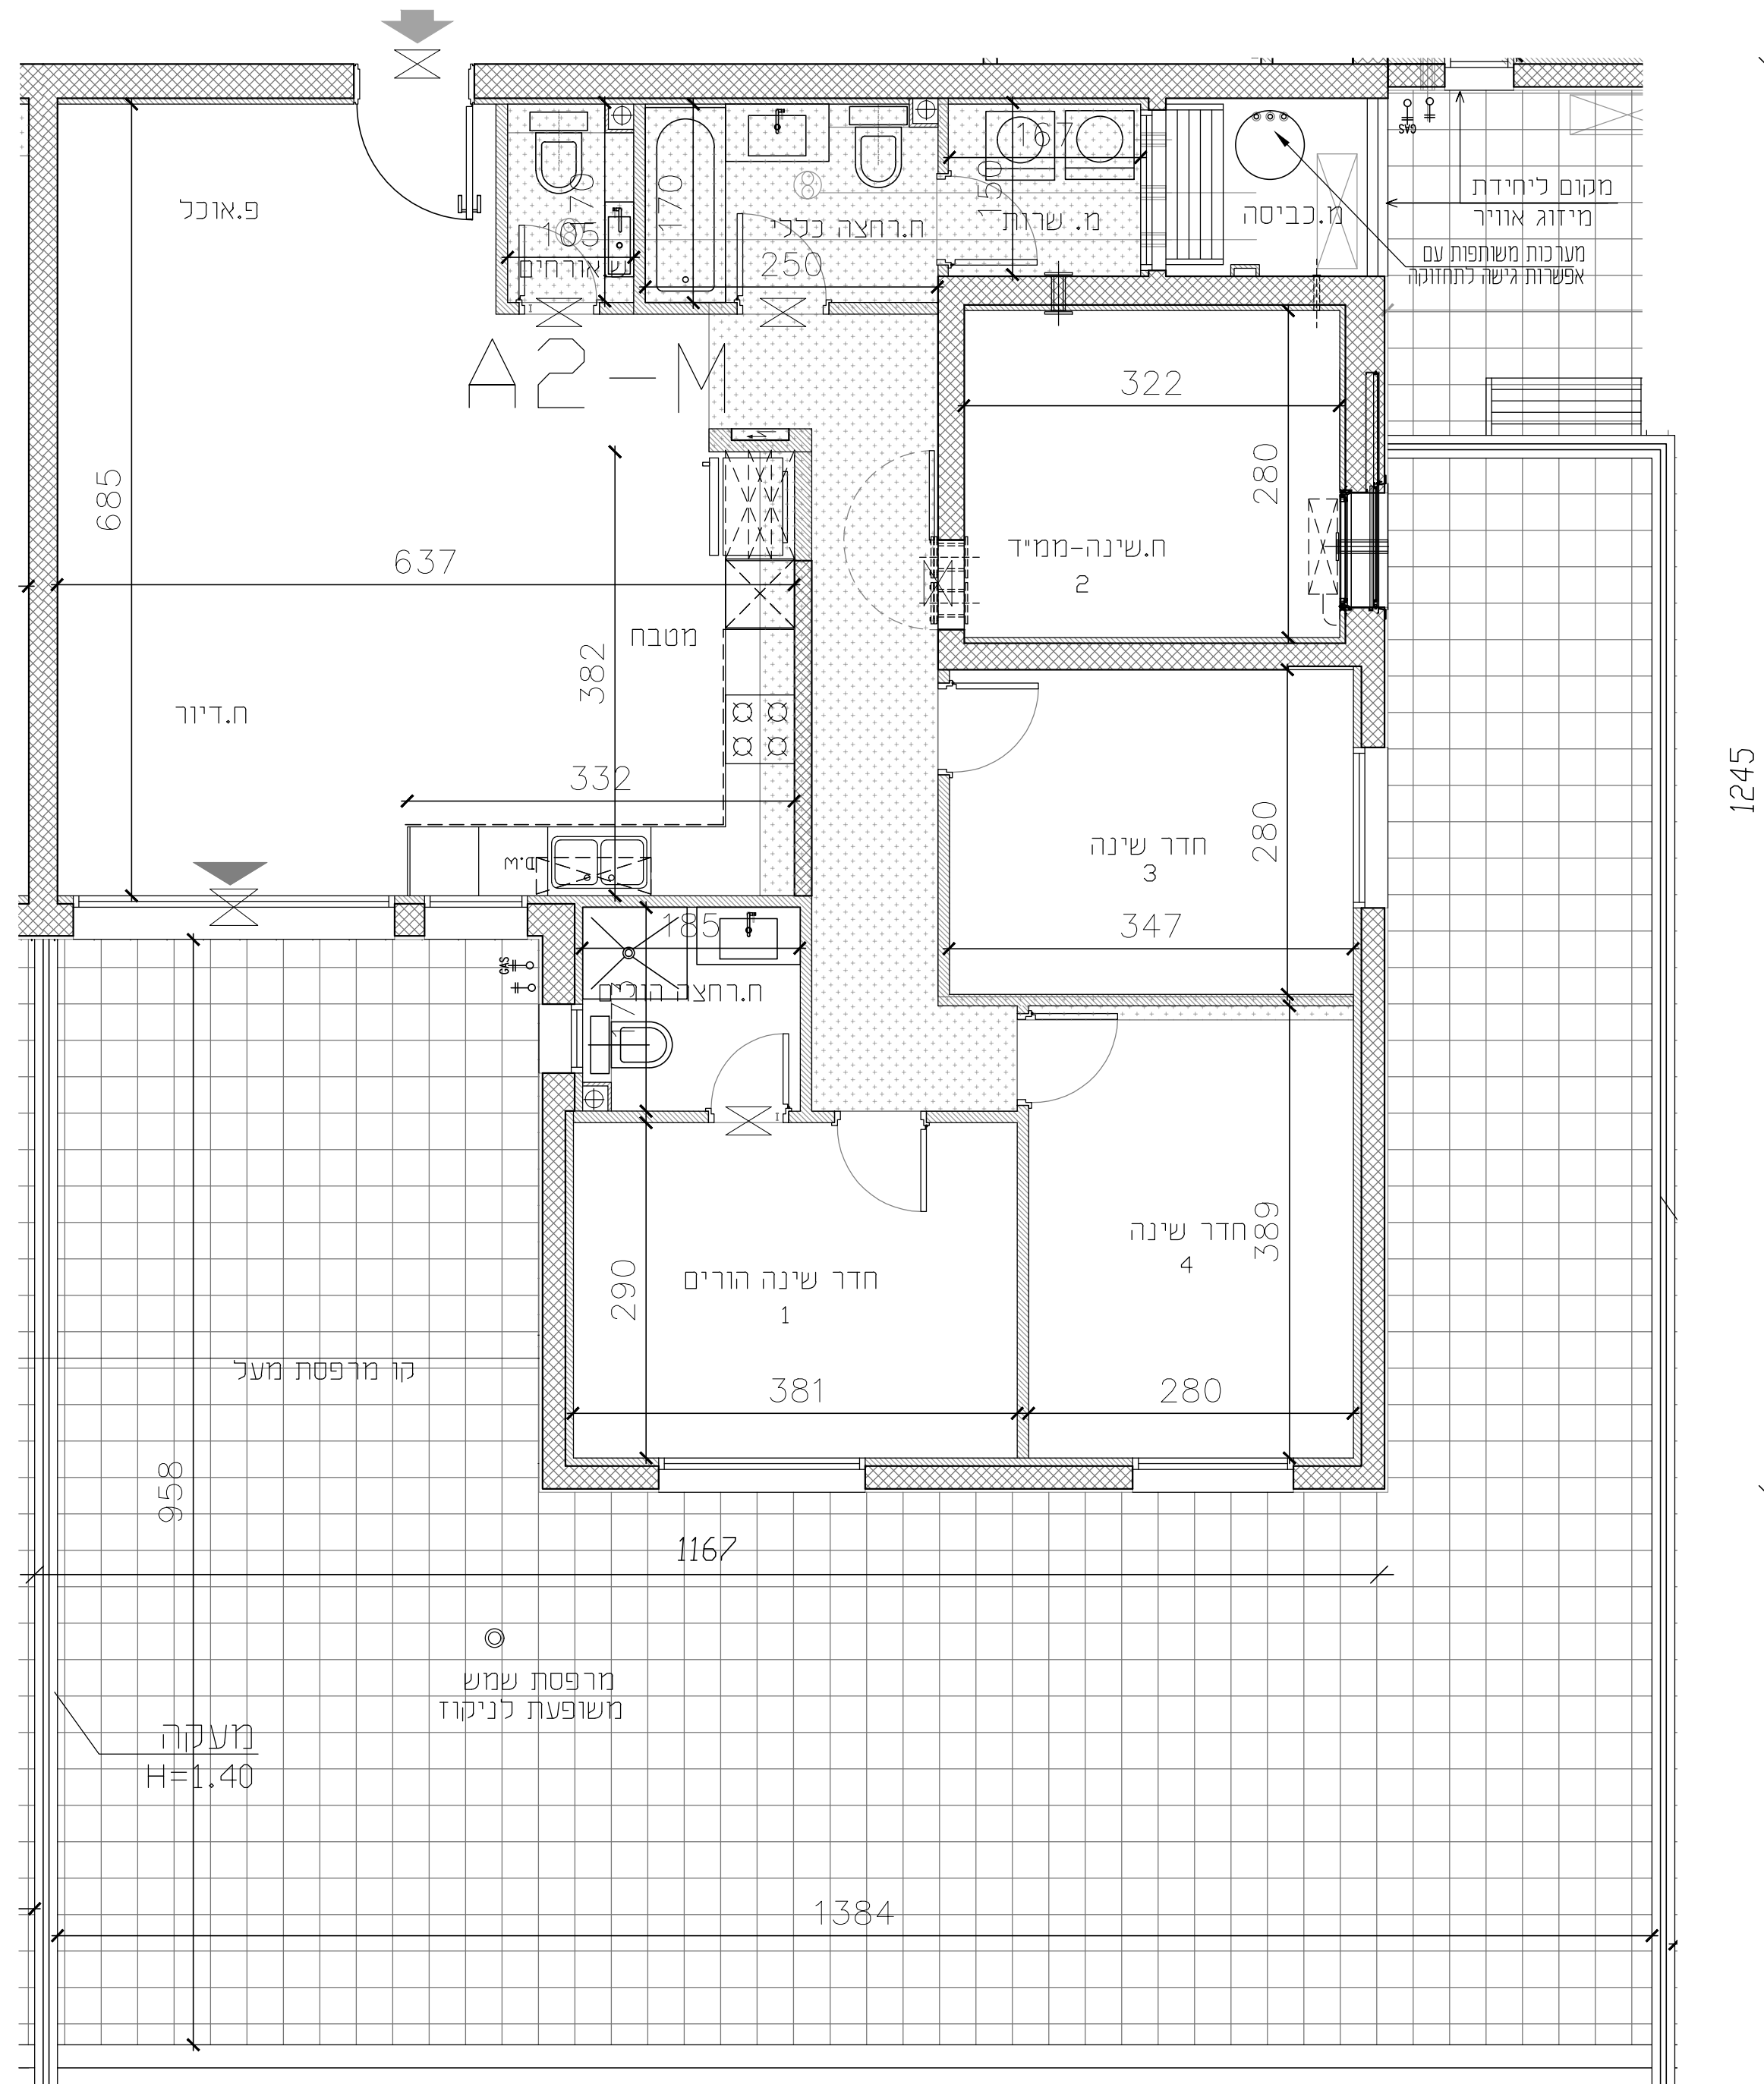 GAS
מקום ליחידת
מיזוג אוויר
מערכות משותפות עם
אפשרות גישה לתחזוקה
פ.אוכל
167
150
170
170
105
8
ח.רחצה כללי
250
מ. שרות
מ.כביסה
A2-M
322
280
685
637
ח.שינה-ממ"ד
2
מטבח
382
ח.דיור
332
1245
חדר שינה
3
280
347
185
GAS
ח.רחצה הורים
חדר שינה
4
389
חדר שינה הורים
1
290
381
280
קו מרפסת מעל
958
1167
מרפסת שמש
משופעת לניקוז
מעקה
H=1.40
1384